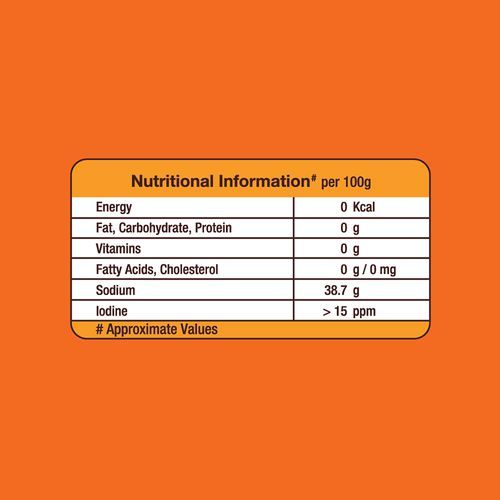 Nutritional Information# per 100g
Energy 0 Kcal
Fat, Carbohydrate, Protein 0 g
Vitamins 0 g
Fatty Acids, Cholesterol 0 g / 0 mg
Sodium 38.7 g
Iodine > 15 ppm
# Approximate Values